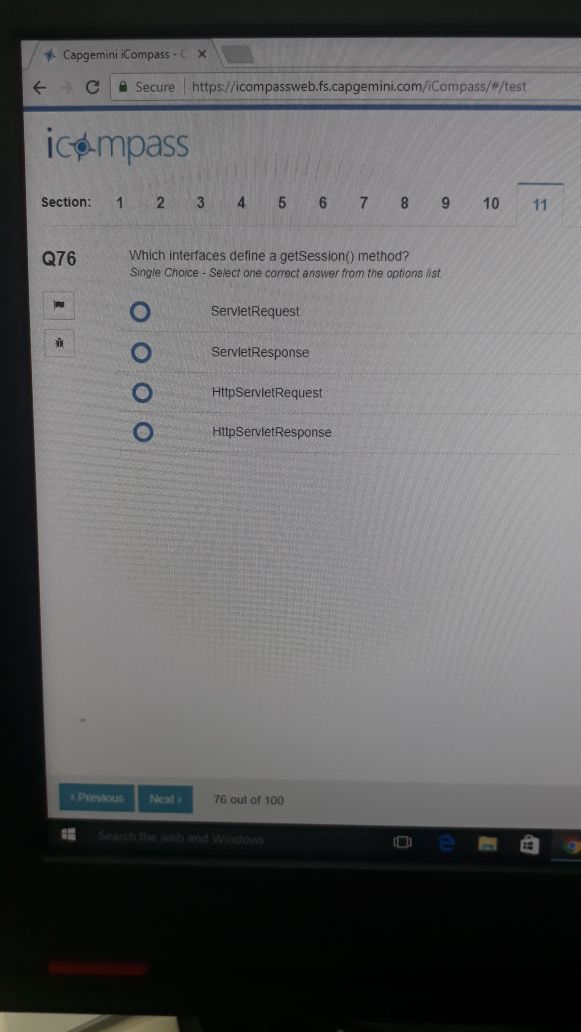 Capgemini iCompass - C
Secure https://icompassweb.fs.capgemini.com/iCompass/#/test
icompass
Section: 1 2 3 4 5 6 7 8 9 10 11
Q76
Which interfaces define a getSession() method?
Single Choice - Select one correct answer from the options list.
ServletRequest
ServletResponse
HttpServletRequest
HttpServletResponse
< Previous Next > 76 out of 100
Search the web and Windows